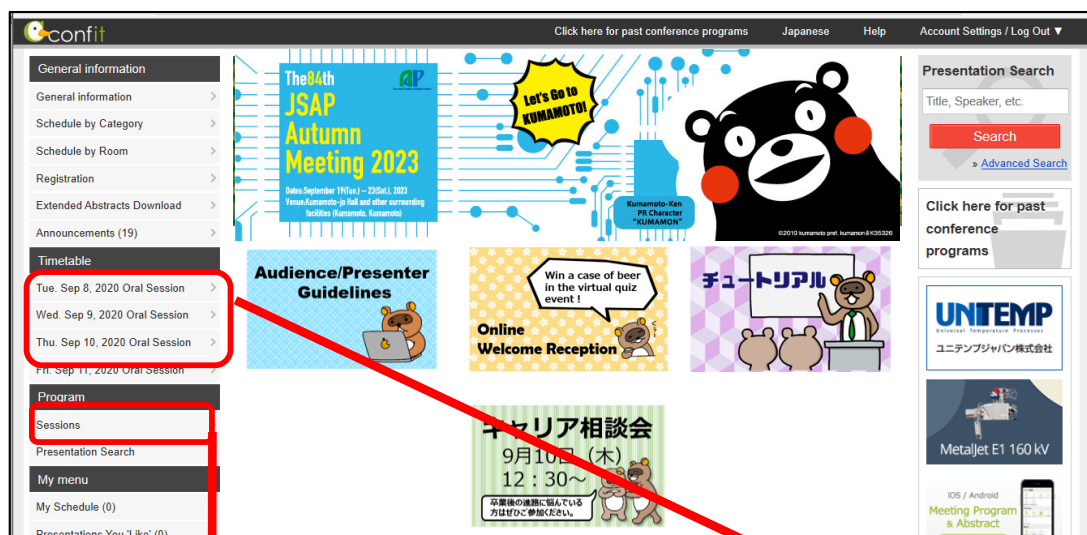 confit
Click here for past conference programs
Japanese
Help
Account Settings / Log Out ▼
General information
General information
Schedule by Category
Schedule by Room
Registration
Extended Abstracts Download
Announcements (19)
Timetable
Tue. Sep 8, 2020 Oral Session
Wed. Sep 9, 2020 Oral Session
Thu. Sep 10, 2020 Oral Session
Fri. Sep 11, 2020 Oral Session
Program
Sessions
Presentation Search
My menu
My Schedule (0)
Presentations You 'Like' (0)
The84th
JSAP
Autumn
Meeting 2023
Dates:September 19(Tue.) – 23(Sat.), 2023
Venue:Kumamoto-jo Hall and other surrounding
facilities (Kumamoto, Kumamoto)
Let's Go to
KUMAMOTO!
Kumamoto-Ken
PR Character
"KUMAMON"
©2010 kumamoto pref. kumamon#K35326
Audience/Presenter
Guidelines
Win a case of beer
in the virtual quiz
event !
Online
Welcome Reception
チュートリアル
キャリア相談会
9月10日（木）
12：30～
卒業後の進路に悩んでいる
方はぜひご参加ください。
Presentation Search
Title, Speaker, etc.
Search
» Advanced Search
Click here for past
conference
programs
UNITEMP
Universal Temperature Processes
ユニテンプジャパン株式会社
MetalJet E1 160 kV
iOS / Android
Meeting Program
& Abstract